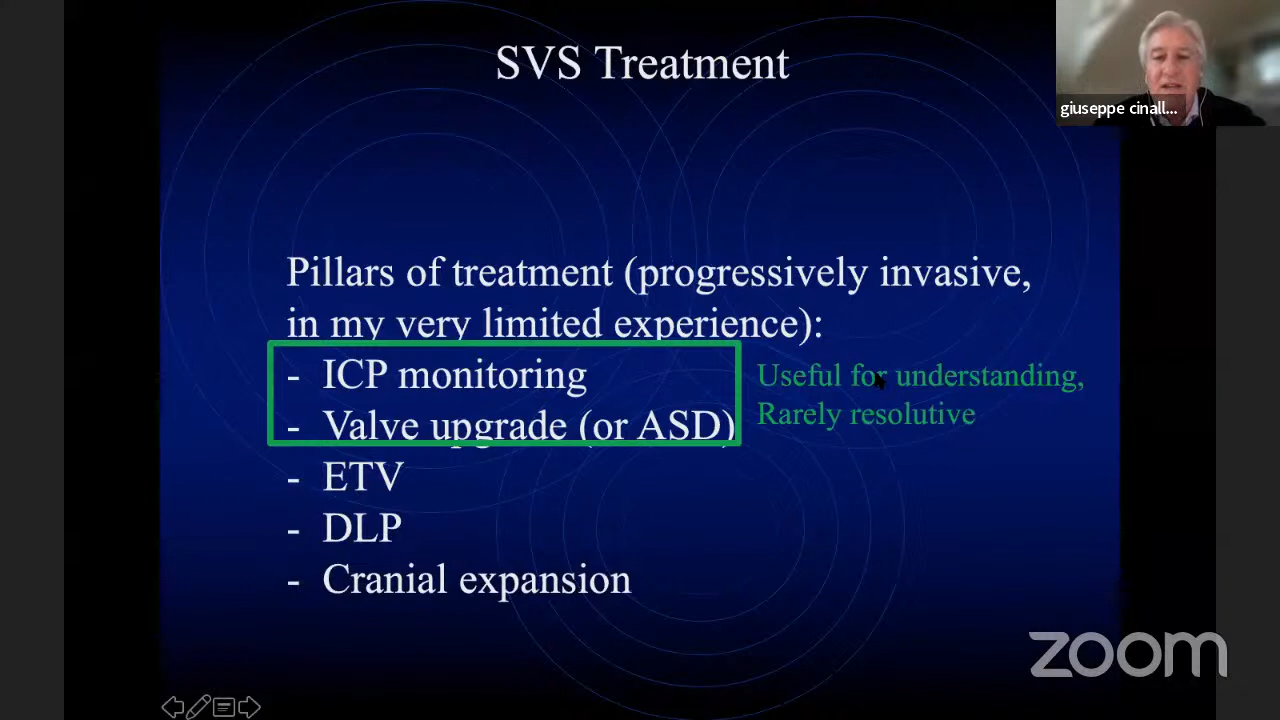 SVS Treatment
giuseppe cinall...
Pillars of treatment (progressively invasive,
in my very limited experience):
- ICP monitoring
- Valve upgrade (or ASD)
Useful for understanding,
Rarely resolutive
- ETV
- DLP
- Cranial expansion
zoom